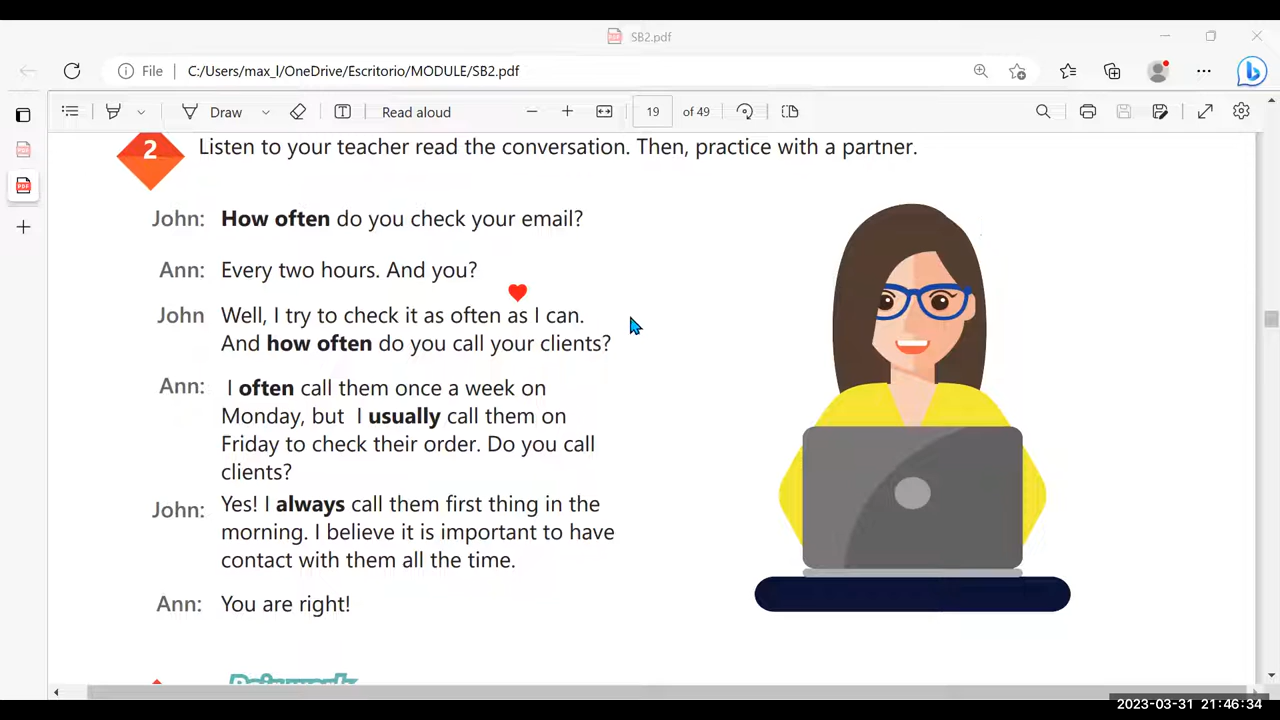 SB2.pdf
File C:/Users/max_l/OneDrive/Escritorio/MODULE/SB2.pdf
Draw Read aloud 19 of 49
2 Listen to your teacher read the conversation. Then, practice with a partner.
John: How often do you check your email?
Ann: Every two hours. And you?
John Well, I try to check it as often as I can.
And how often do you call your clients?
Ann: I often call them once a week on
Monday, but I usually call them on
Friday to check their order. Do you call
clients?
John: Yes! I always call them first thing in the
morning. I believe it is important to have
contact with them all the time.
Ann: You are right!
2023-03-31 21:46:34